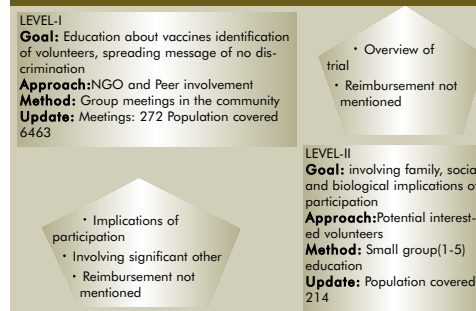 LEVEL-I
Goal: Education about vaccines identification
of volunteers, spreading message of no dis-
crimination
Approach:NGO and Peer involvement
Method: Group meetings in the community
Update: Meetings: 272 Population covered
6463
• Overview of
trial
• Reimbursement not
mentioned
• Implications of
participation
• Involving significant other
• Reimbursement not
mentioned
LEVEL-II
Goal: involving family, socia
and biological implications o
participation
Approach:Potential interest-
ed volunteers
Method: Small group(1-5)
education
Update: Population covered
214